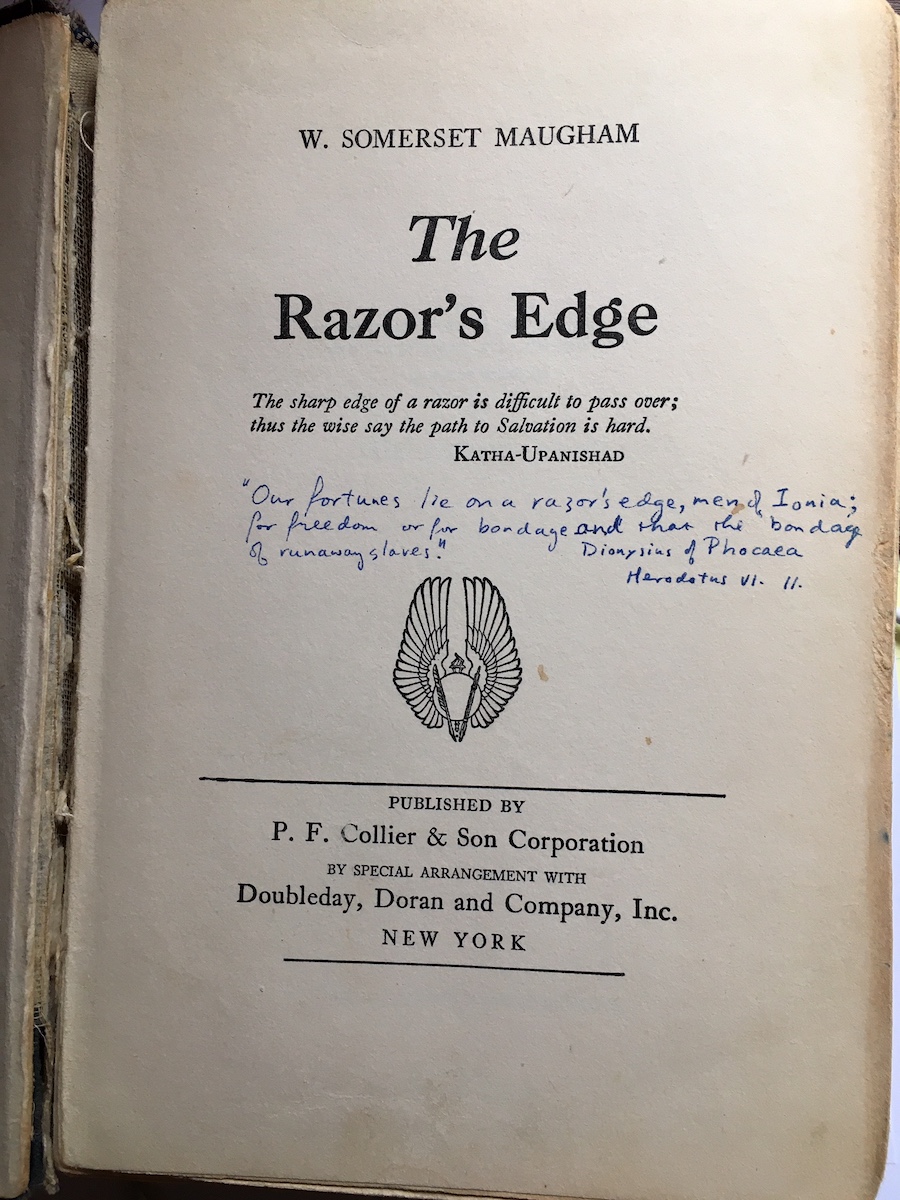 W. SOMERSET MAUGHAM
The
Razor's Edge
The sharp edge of a razor is difficult to pass over;
thus the wise say the path to Salvation is hard.
KATHA-UPANISHAD
"Our fortunes lie on a razor's edge, men of Ionia;
for freedom or for bondage and that the bondage
of runaway slaves." Dionysius of Phocaea
Herodotus VI. 11.
PUBLISHED BY
P. F. Collier & Son Corporation
BY SPECIAL ARRANGEMENT WITH
Doubleday, Doran and Company, Inc.
NEW YORK